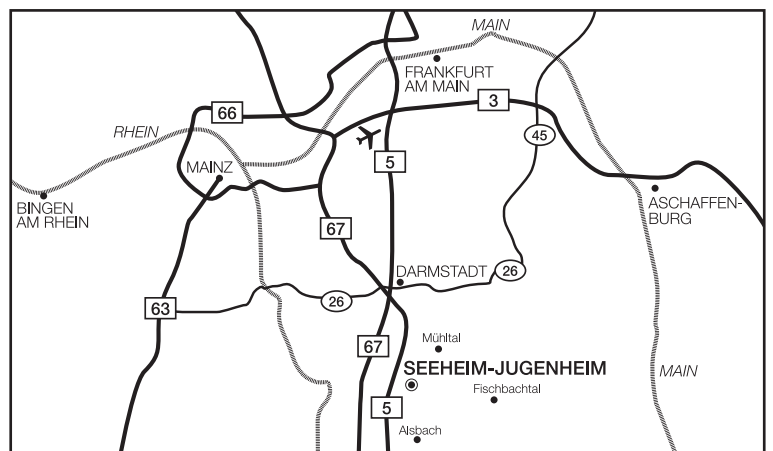 MAIN
FRANKFURT
AM MAIN
66
3
RHEIN
45
5
MAINZ
BINGEN
AM RHEIN
ASCHAFFEN-
BURG
67
DARMSTADT
26
26
63
Mühltal
67
SEEHEIM-JUGENHEIM
MAIN
Fischbachtal
5
Alsbach